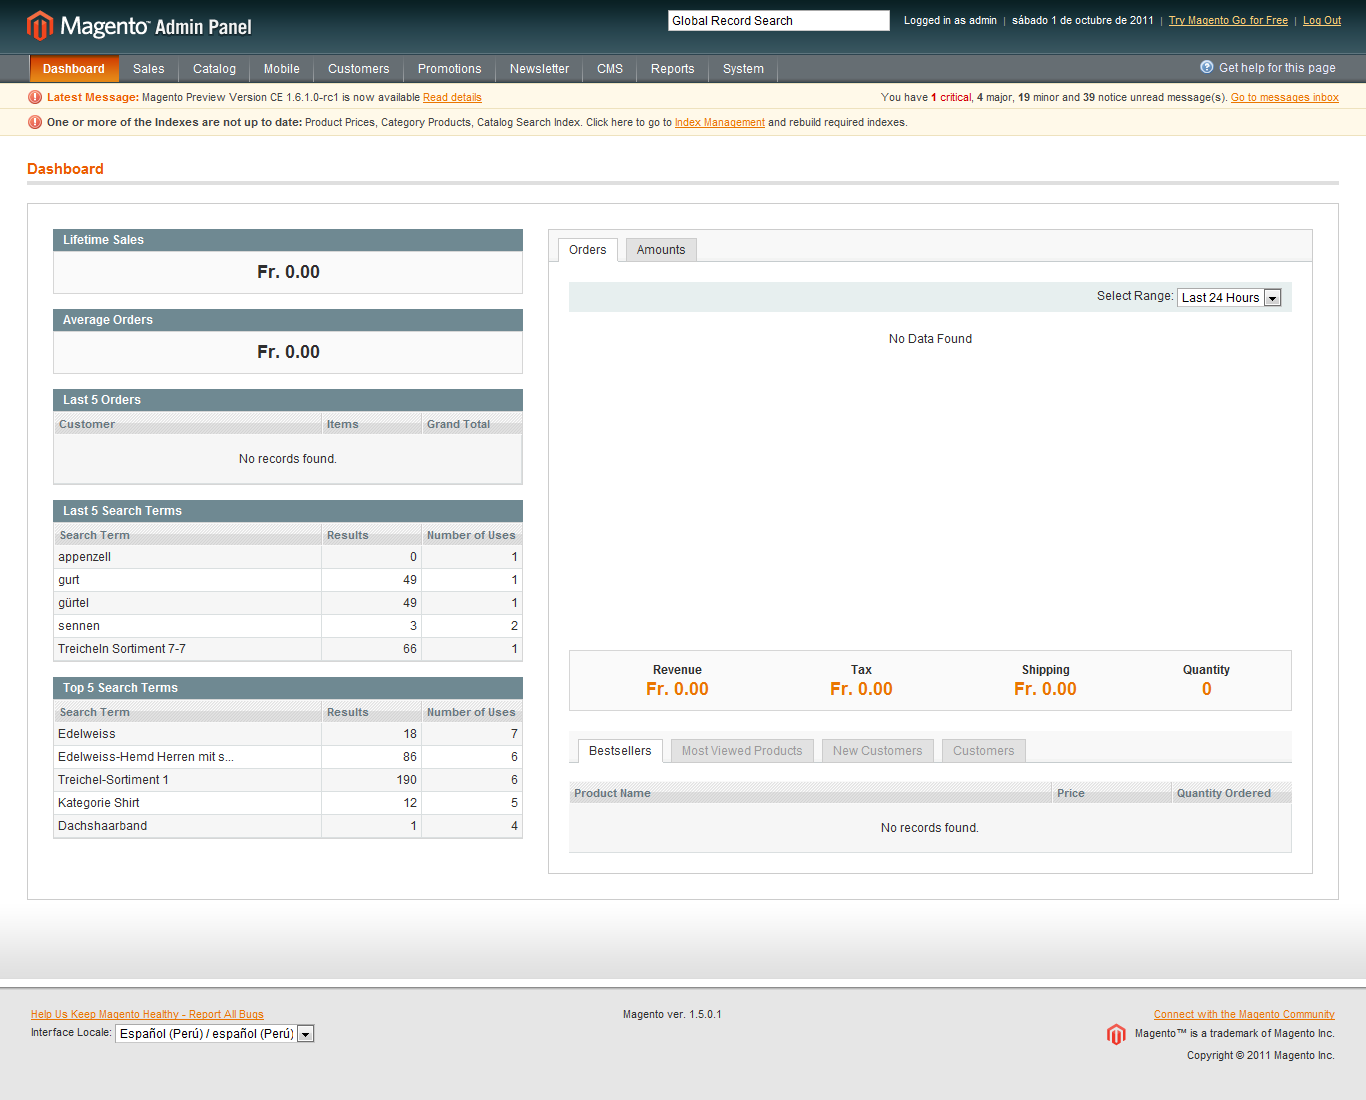 Magento™ Admin Panel
Global Record Search
Logged in as admin | sábado 1 de octubre de 2011 | Try Magento Go for Free | Log Out
Dashboard Sales Catalog Mobile Customers Promotions Newsletter CMS Reports System
Get help for this page
Latest Message: Magento Preview Version CE 1.6.1.0-rc1 is now available Read details
You have 1 critical, 4 major, 19 minor and 39 notice unread message(s). Go to messages inbox
One or more of the Indexes are not up to date: Product Prices, Category Products, Catalog Search Index. Click here to go to Index Management and rebuild required indexes.
Dashboard
Lifetime Sales
Fr. 0.00
Average Orders
Fr. 0.00
Last 5 Orders
Customer Items Grand Total
No records found.
Last 5 Search Terms
Search Term Results Number of Uses
appenzell 0 1
gurt 49 1
gürtel 49 1
sennen 3 2
Treicheln Sortiment 7-7 66 1
Top 5 Search Terms
Search Term Results Number of Uses
Edelweiss 18 7
Edelweiss-Hemd Herren mit s... 86 6
Treichel-Sortiment 1 190 6
Kategorie Shirt 12 5
Dachshaarband 1 4
Orders Amounts
Select Range: Last 24 Hours
No Data Found
Revenue Tax Shipping Quantity
Fr. 0.00 Fr. 0.00 Fr. 0.00 0
Bestsellers Most Viewed Products New Customers Customers
Product Name Price Quantity Ordered
No records found.
Help Us Keep Magento Healthy - Report All Bugs
Interface Locale: Español (Perú) / español (Perú)
Magento ver. 1.5.0.1
Connect with the Magento Community
Magento™ is a trademark of Magento Inc.
Copyright © 2011 Magento Inc.